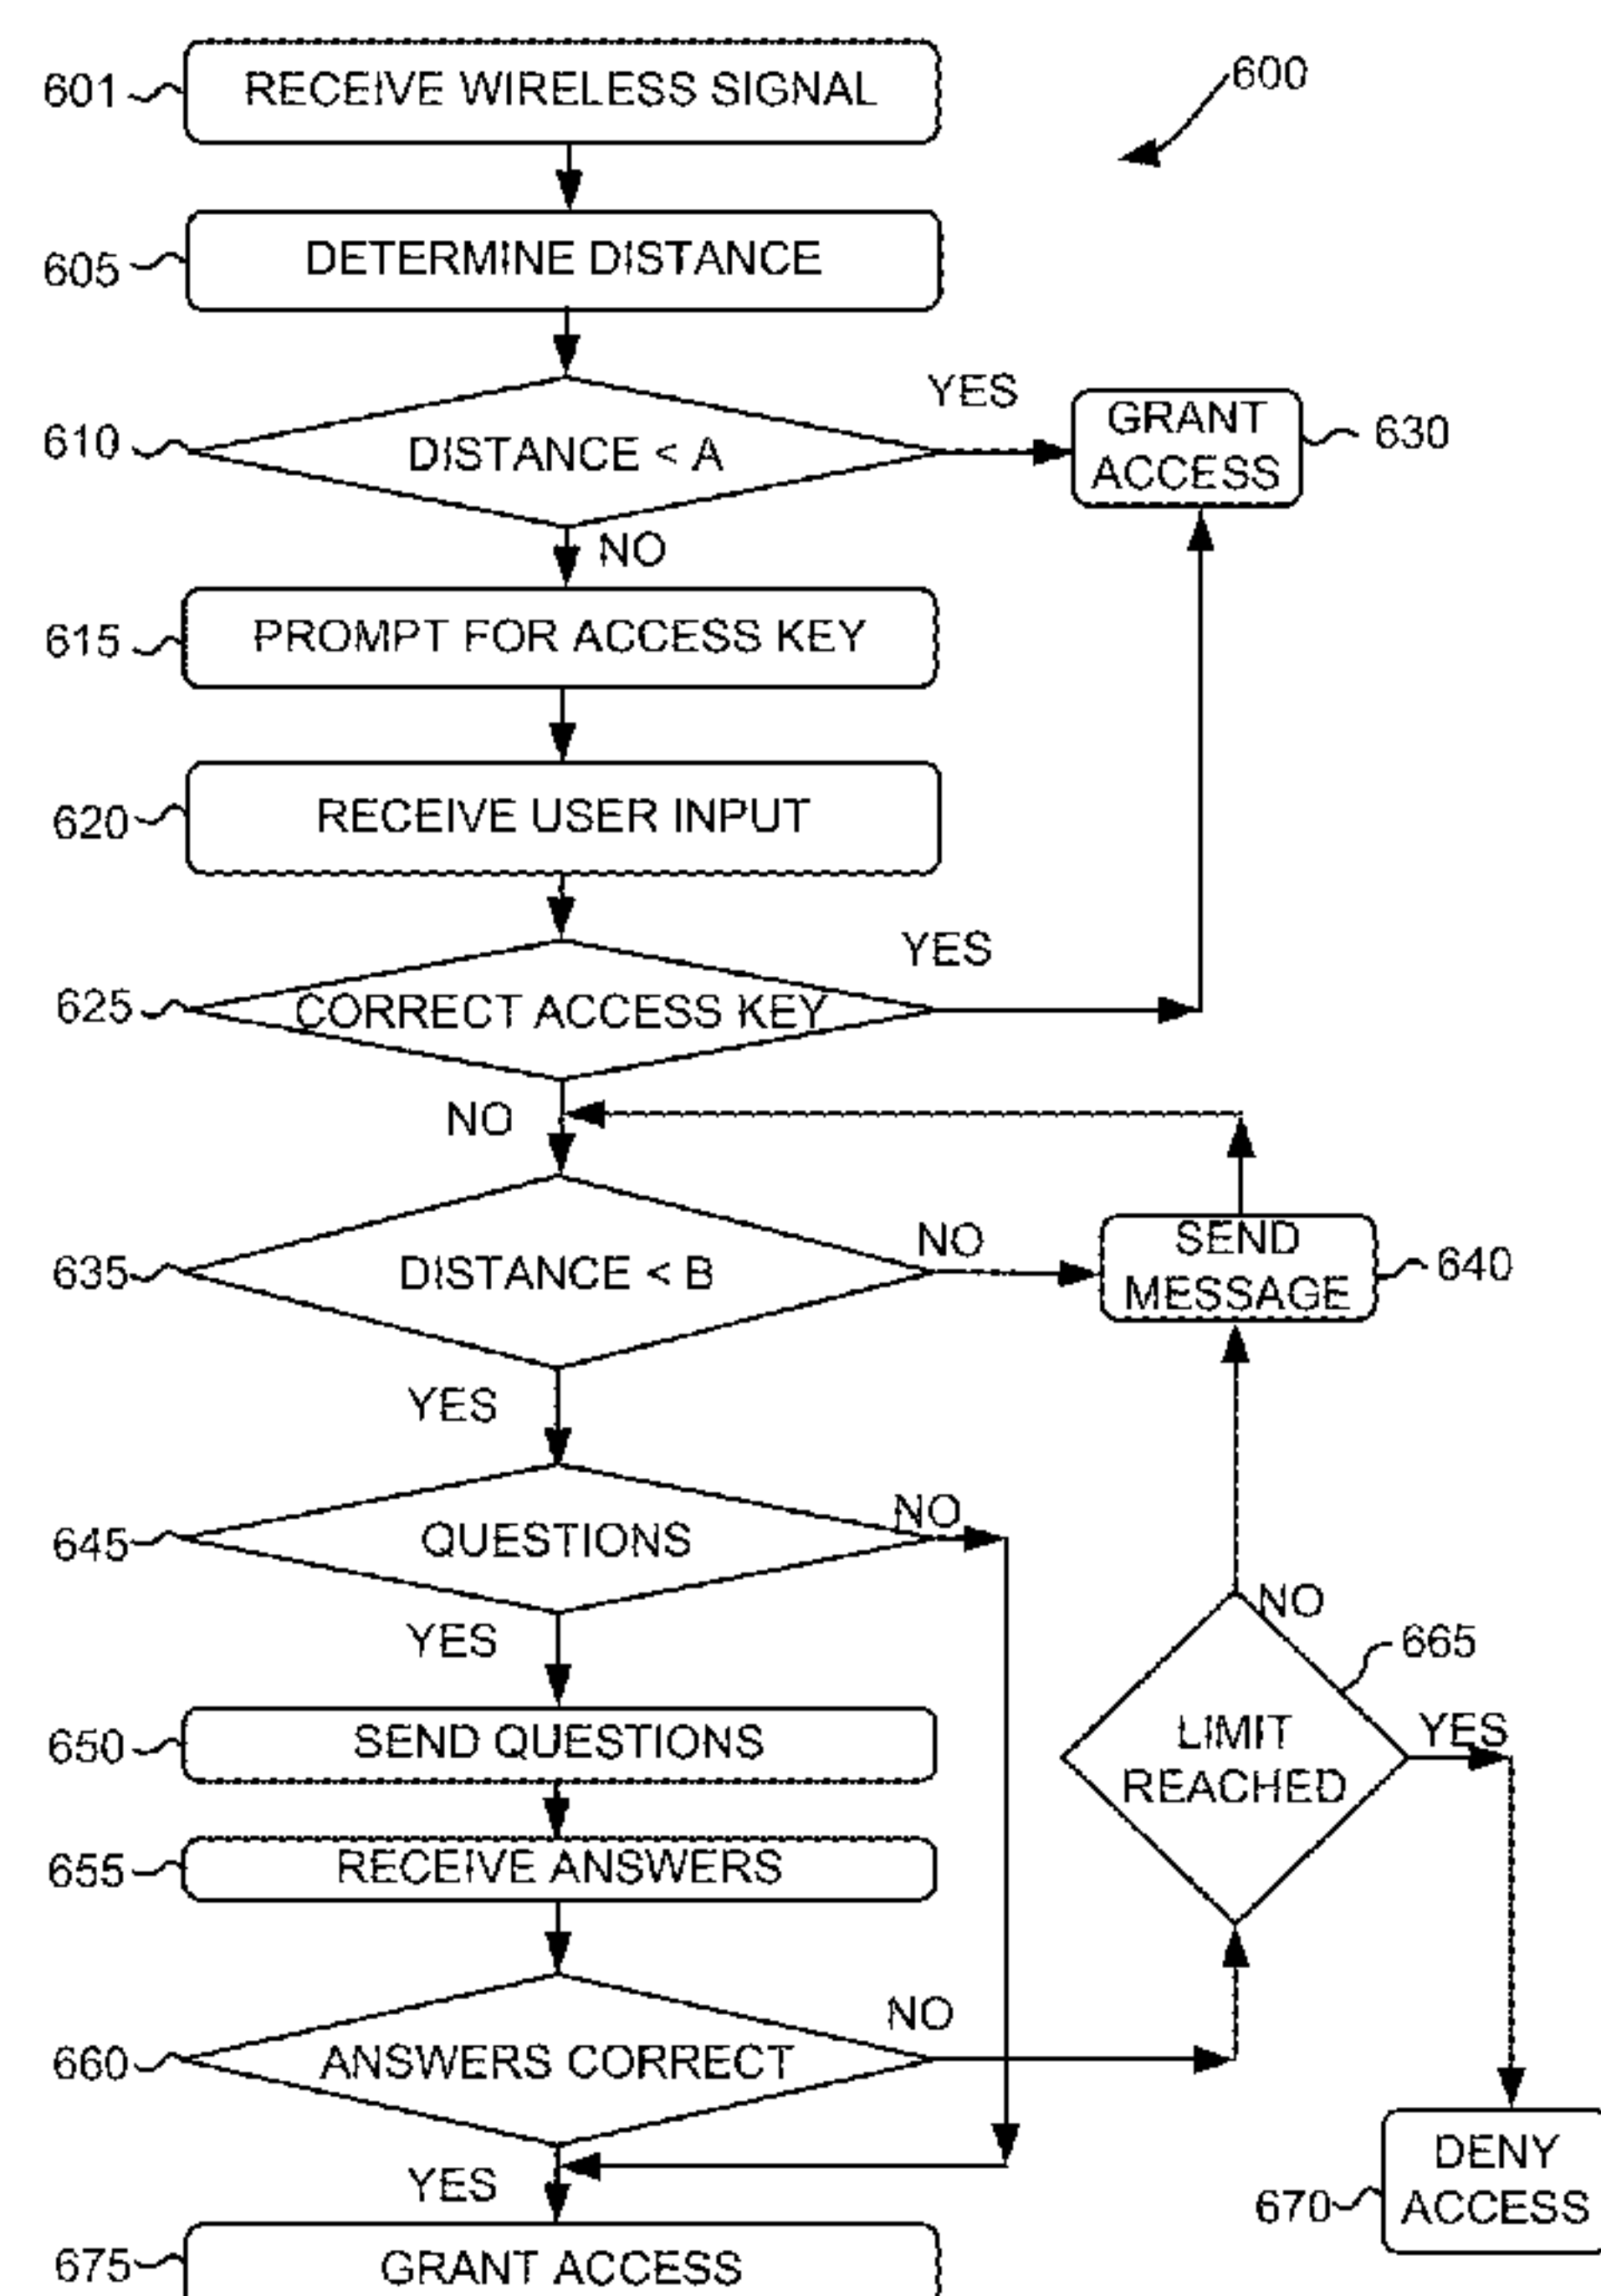 601
RECEIVE WIRELESS SIGNAL
600
605
DETERMINE DISTANCE
610
DISTANCE < A
YES
GRANT
ACCESS
630
NO
615
PROMPT FOR ACCESS KEY
620
RECEIVE USER INPUT
625
CORRECT ACCESS KEY
YES
NO
635
DISTANCE < B
NO
SEND
MESSAGE
640
YES
645
QUESTIONS
NO
YES
NO
665
650
SEND QUESTIONS
LIMIT
REACHED
YES
655
RECEIVE ANSWERS
660
ANSWERS CORRECT
NO
YES
DENY
ACCESS
670
675
GRANT ACCESS